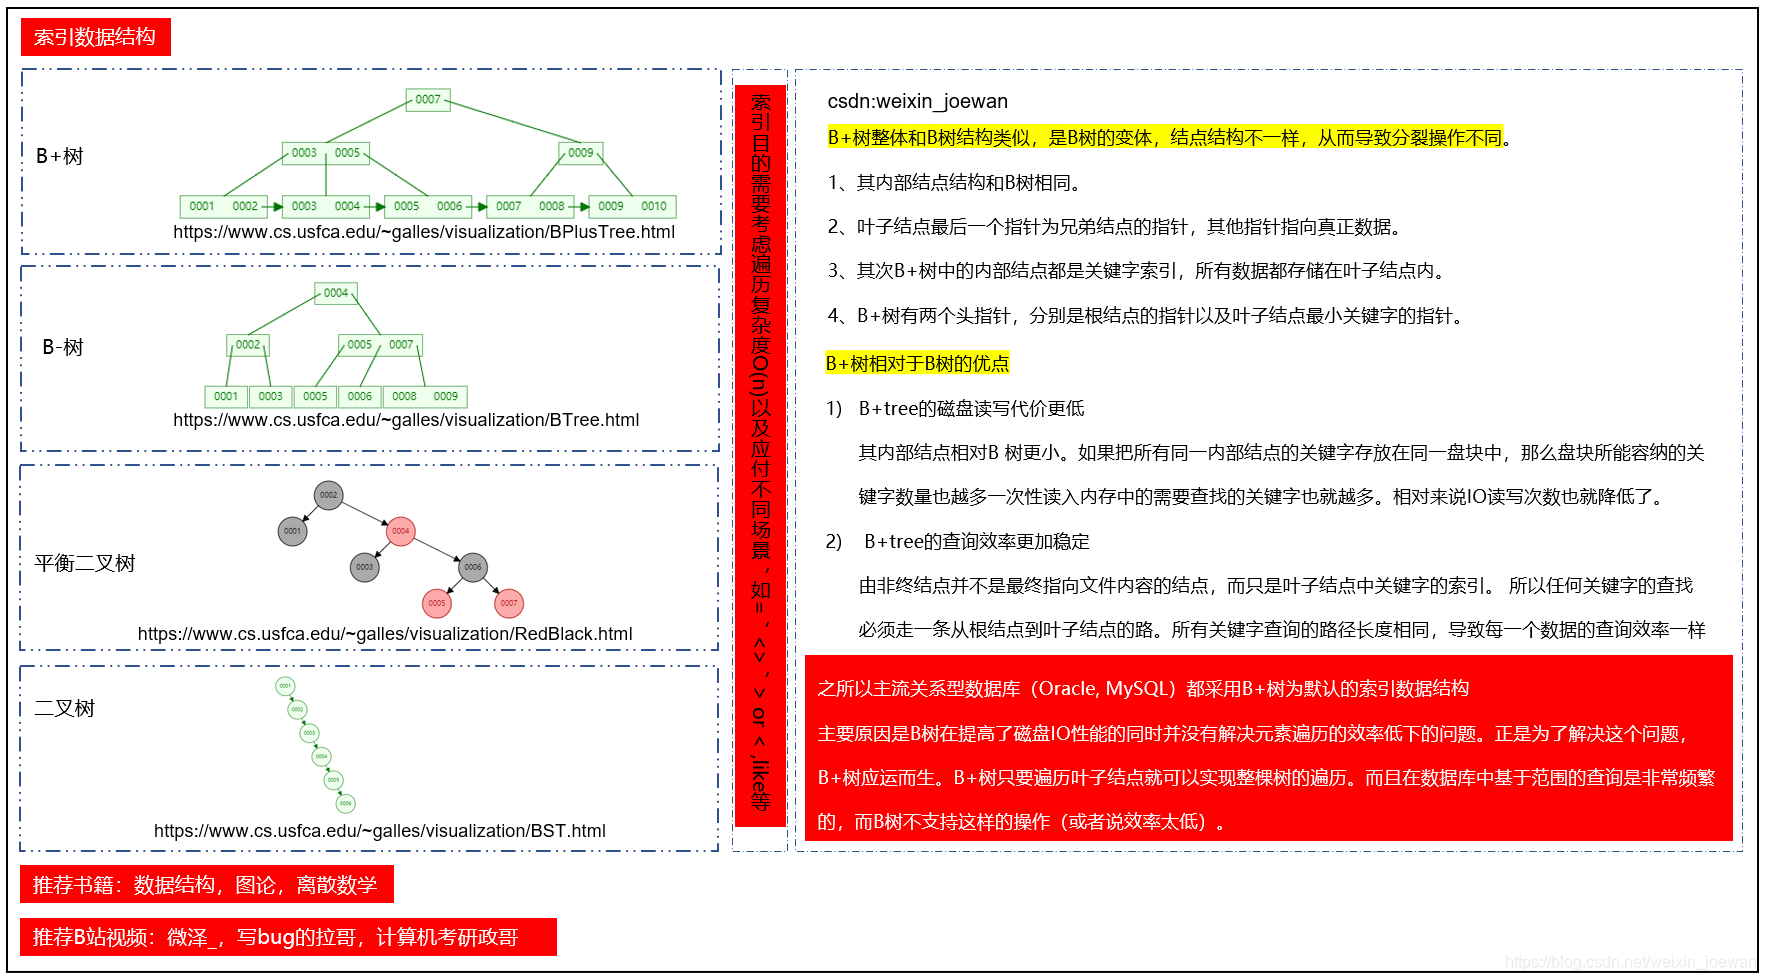 索引数据结构
B+树
0007
0003 0005
0009
0001 0002 0003 0004 0005 0006 0007 0008 0009 0010
https://www.cs.usfca.edu/~galles/visualization/BPlusTree.html
B-树
0004
0002
0005 0007
0001 0003 0005 0006 0008 0009
https://www.cs.usfca.edu/~galles/visualization/BTree.html
平衡二叉树
0002
0001
0004
0003
0006
0005
0007
https://www.cs.usfca.edu/~galles/visualization/RedBlack.html
二叉树
0001
0002
0003
0004
0005
0006
https://www.cs.usfca.edu/~galles/visualization/BST.html
索引目的需要考虑遍历复杂度O(n)以及应付不同场景，如=，<>，>or <,like等
csdn:weixin_joewan
B+树整体和B树结构类似，是B树的变体，结点结构不一样，从而导致分裂操作不同。
1、其内部结点结构和B树相同。
2、叶子结点最后一个指针为兄弟结点的指针，其他指针指向真正数据。
3、其次B+树中的内部结点都是关键字索引，所有数据都存储在叶子结点内。
4、B+树有两个头指针，分别是根结点的指针以及叶子结点最小关键字的指针。
B+树相对于B树的优点
1） B+tree的磁盘读写代价更低
其内部结点相对B 树更小。如果把所有同一内部结点的关键字存放在同一盘块中，那么盘块所能容纳的关
键字数量也越多一次性读入内存中的需要查找的关键字也就越多。相对来说IO读写次数也就降低了。
2） B+tree的查询效率更加稳定
由非终结点并不是最终指向文件内容的结点，而只是叶子结点中关键字的索引。 所以任何关键字的查找
必须走一条从根结点到叶子结点的路。所有关键字查询的路径长度相同，导致每一个数据的查询效率一样
之所以主流关系型数据库（Oracle, MySQL）都采用B+树为默认的索引数据结构
主要原因是B树在提高了磁盘IO性能的同时并没有解决元素遍历的效率低下的问题。正是为了解决这个问题，
B+树应运而生。B+树只要遍历叶子结点就可以实现整棵树的遍历。而且在数据库中基于范围的查询是非常频繁
的，而B树不支持这样的操作（或者说效率太低）。
推荐书籍：数据结构，图论，离散数学
推荐B站视频：微泽_，写bug的拉哥，计算机考研政哥
https://blog.csdn.net/weixin_joewan